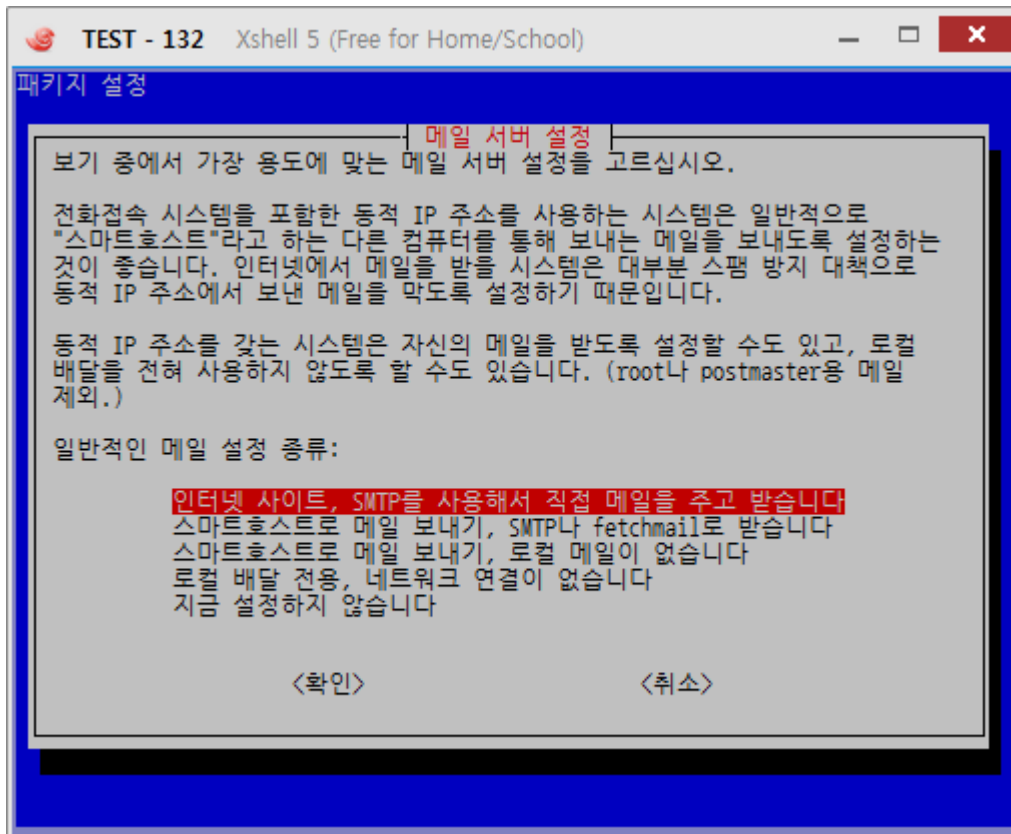 TEST - 132 Xshell 5 (Free for Home/School)
패키지 설정
메일 서버 설정
보기 중에서 가장 용도에 맞는 메일 서버 설정을 고르십시오.
전화접속 시스템을 포함한 동적 IP 주소를 사용하는 시스템은 일반적으로
"스마트호스트"라고 하는 다른 컴퓨터를 통해 보내는 메일을 보내도록 설정하는
것이 좋습니다. 인터넷에서 메일을 받을 시스템은 대부분 스팸 방지 대책으로
동적 IP 주소에서 보낸 메일을 막도록 설정하기 때문입니다.
동적 IP 주소를 갖는 시스템은 자신의 메일을 받도록 설정할 수도 있고, 로컬
배달을 전혀 사용하지 않도록 할 수도 있습니다. (root나 postmaster용 메일
제외.)
일반적인 메일 설정 종류:
인터넷 사이트, SMTP를 사용해서 직접 메일을 주고 받습니다
스마트호스트로 메일 보내기, SMTP나 fetchmail로 받습니다
스마트호스트로 메일 보내기, 로컬 메일이 없습니다
로컬 배달 전용, 네트워크 연결이 없습니다
지금 설정하지 않습니다
<확인> <취소>